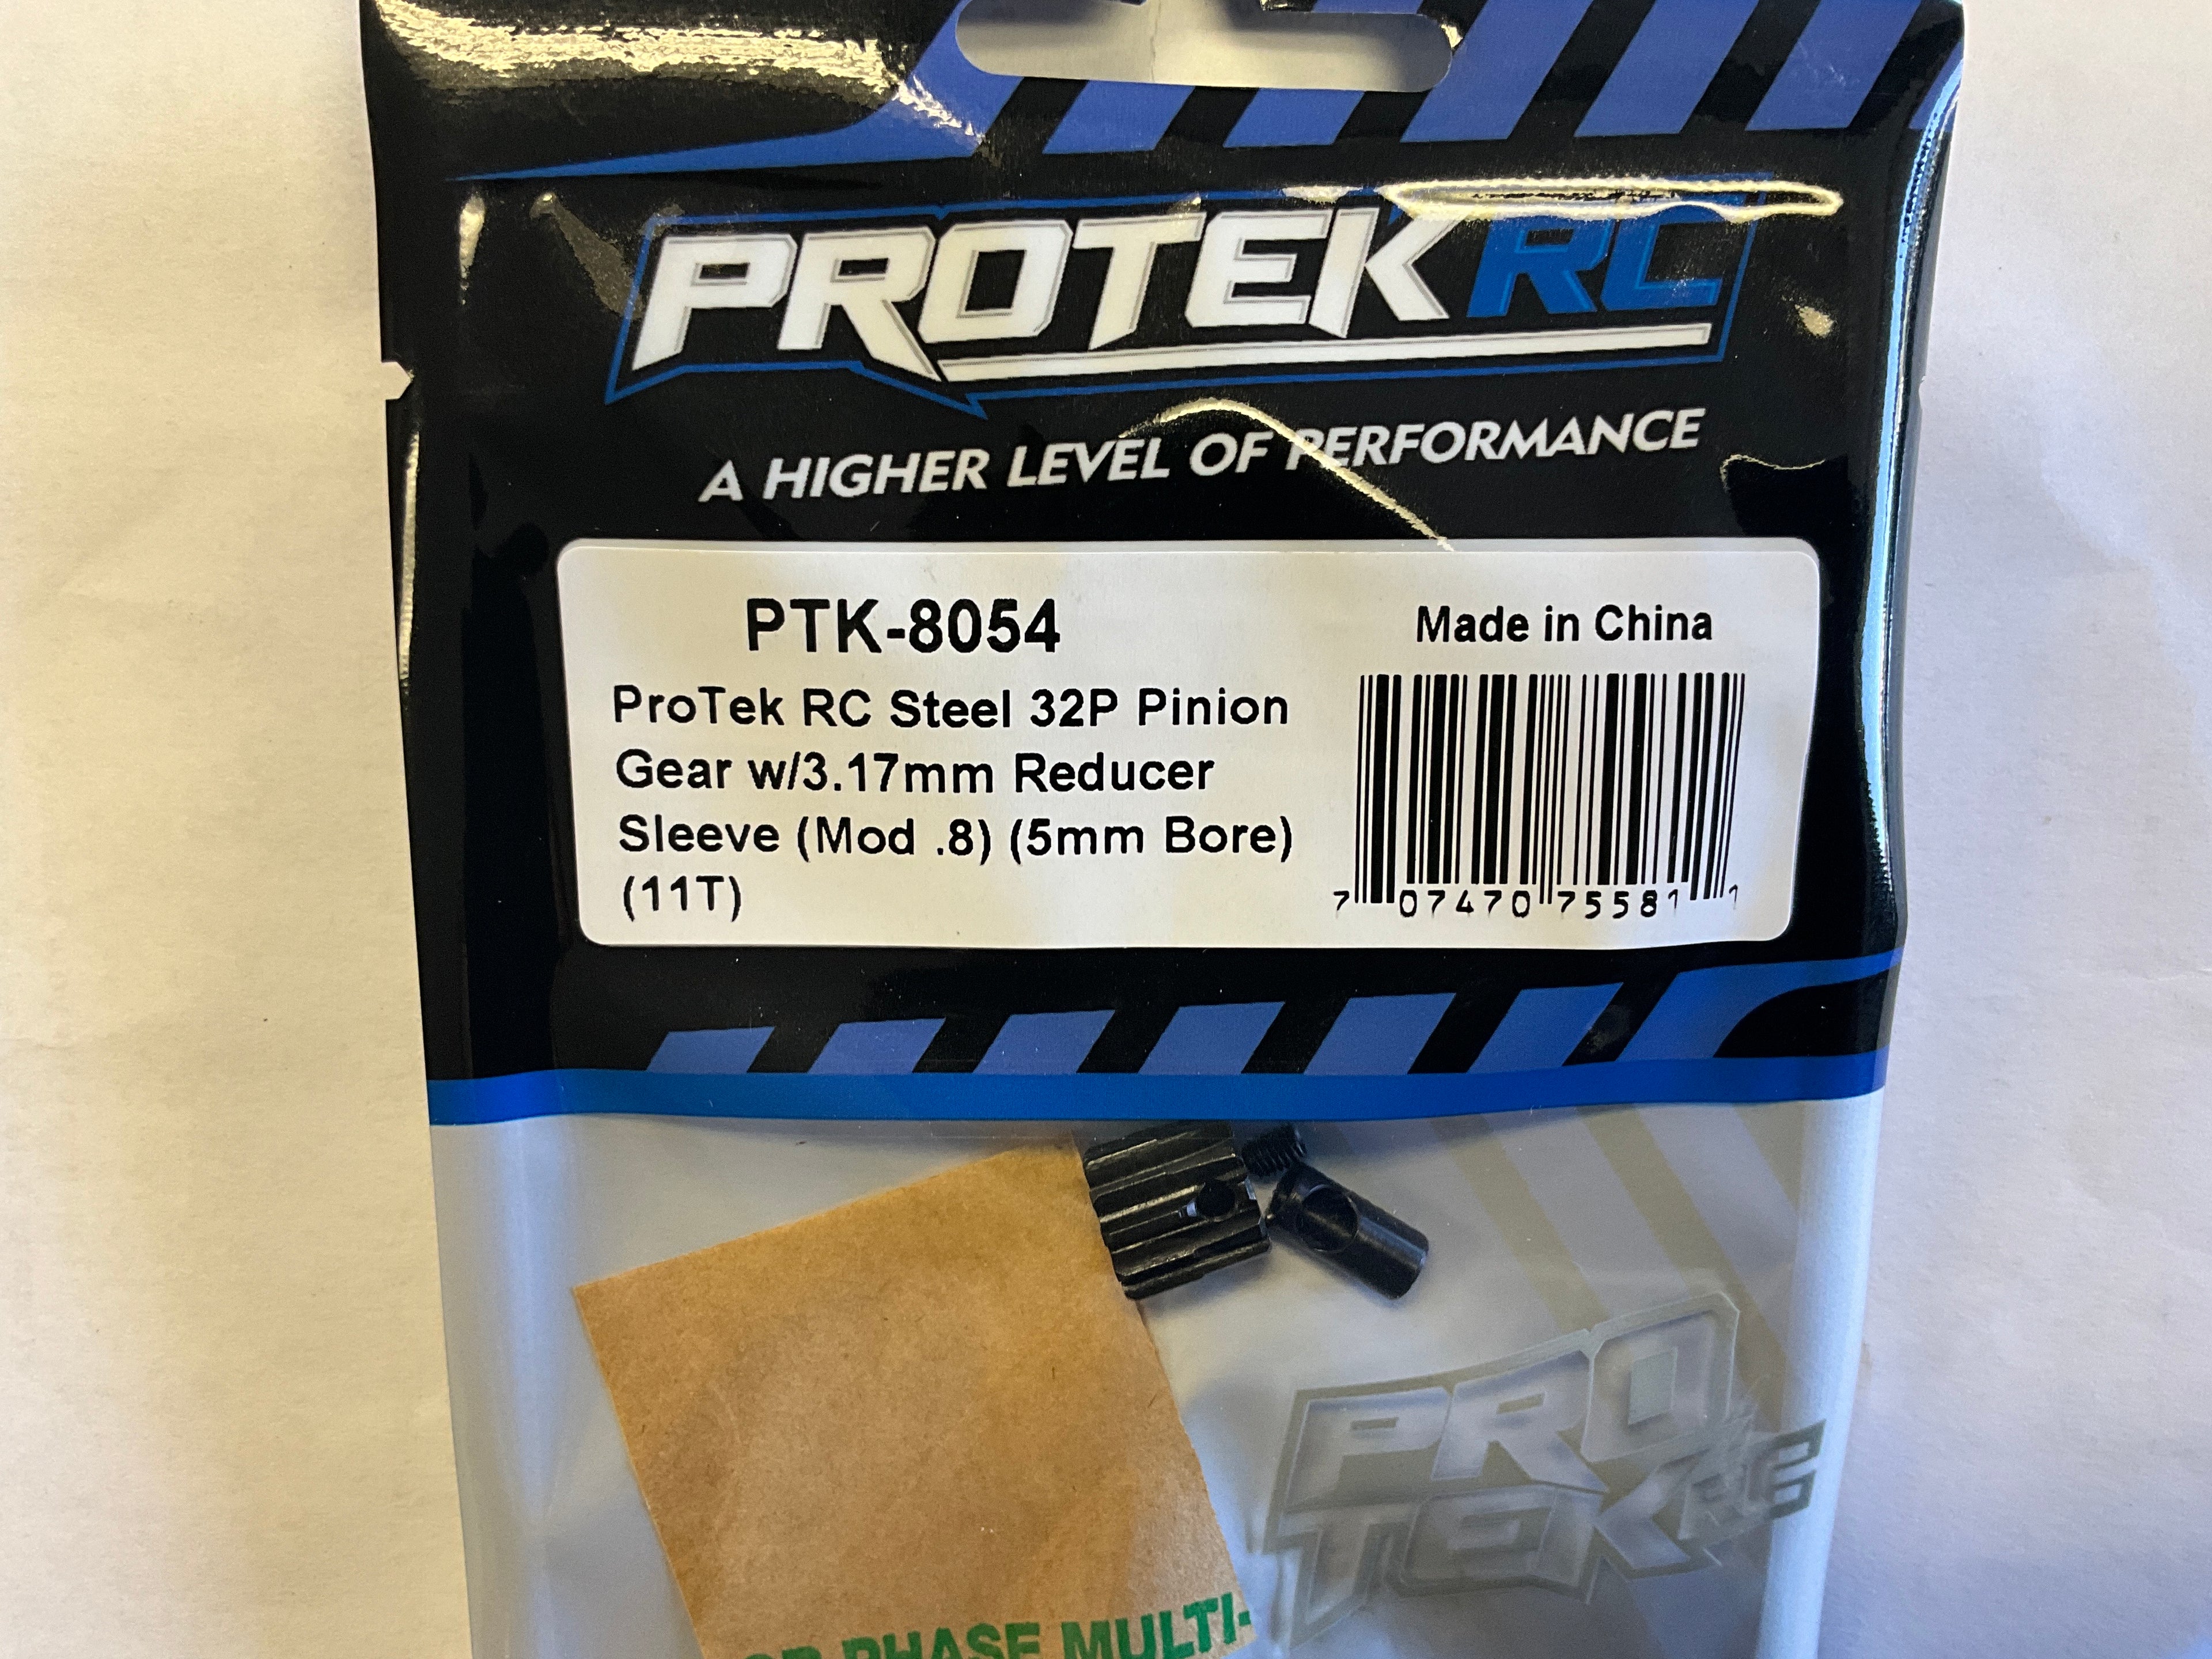 PROTEK RC
A HIGHER LEVEL OF PERFORMANCE
PTK-8054
Made in China
ProTek RC Steel 32P Pinion
Gear w/3.17mm Reducer
Sleeve (Mod .8) (5mm Bore)
(11T)
7 07470 75581 1
PRO
TEK RC
PHASE MULTI-